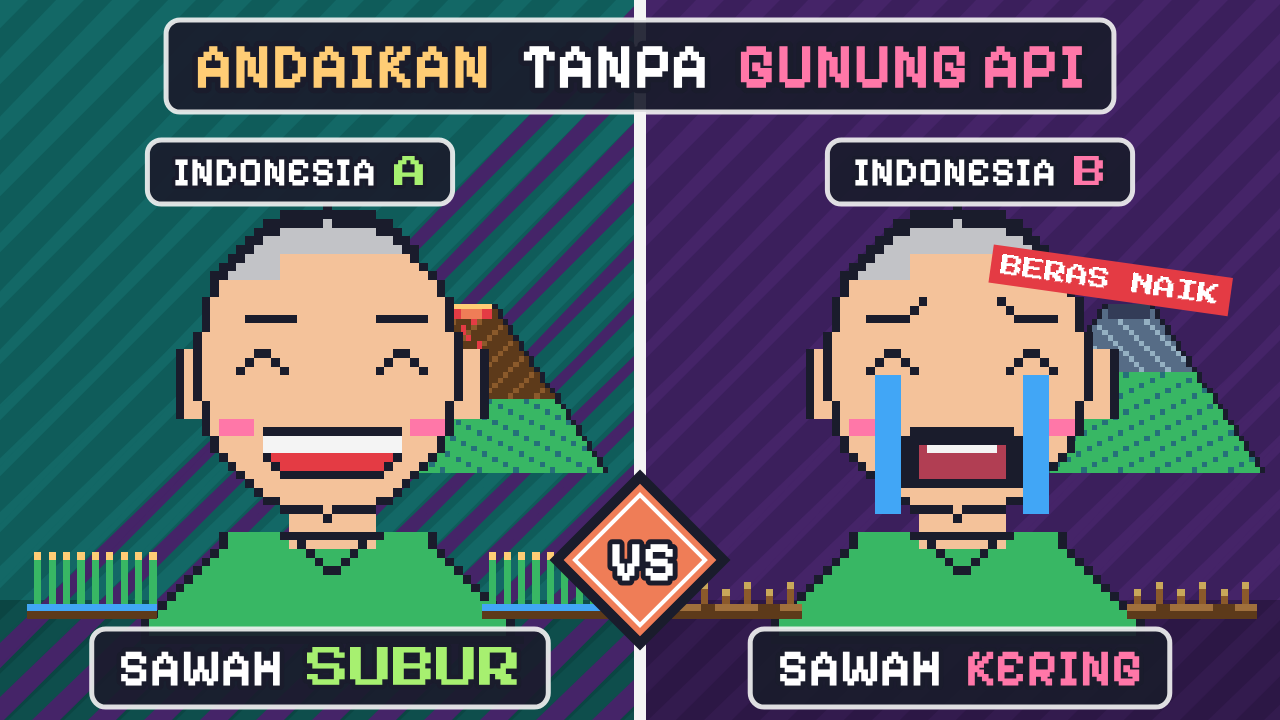 ANDAIKAN TANPA GUNUNG API
INDONESIA A
INDONESIA B
BERAS NAIK
VS
SAWAH SUBUR
SAWAH KERING